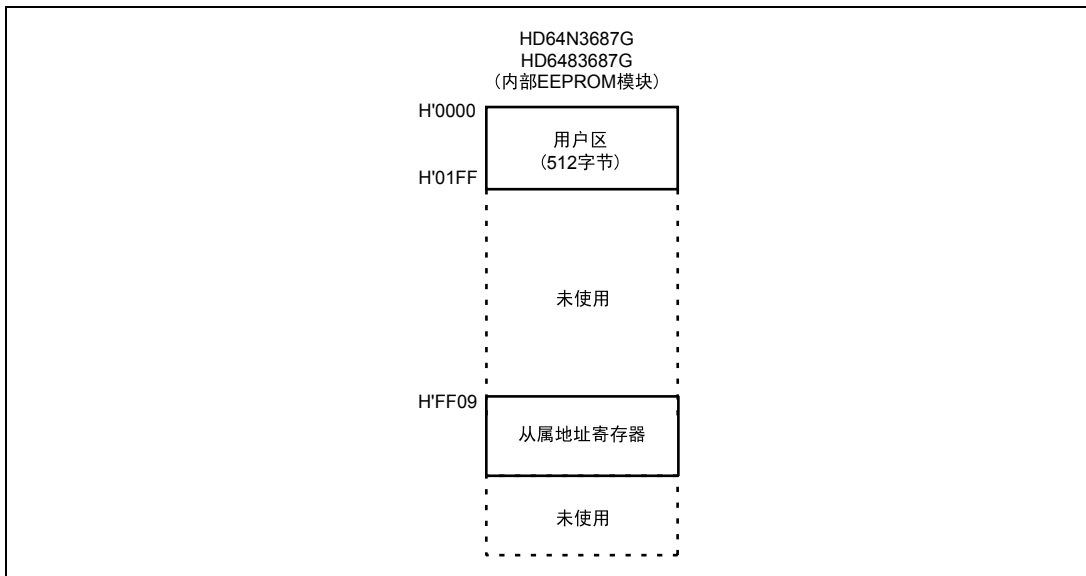 HD64N3687G
HD6483687G
（内部EEPROM模块）
H'0000
用户区
（512字节）
H'01FF
未使用
H'FF09
从属地址寄存器
未使用